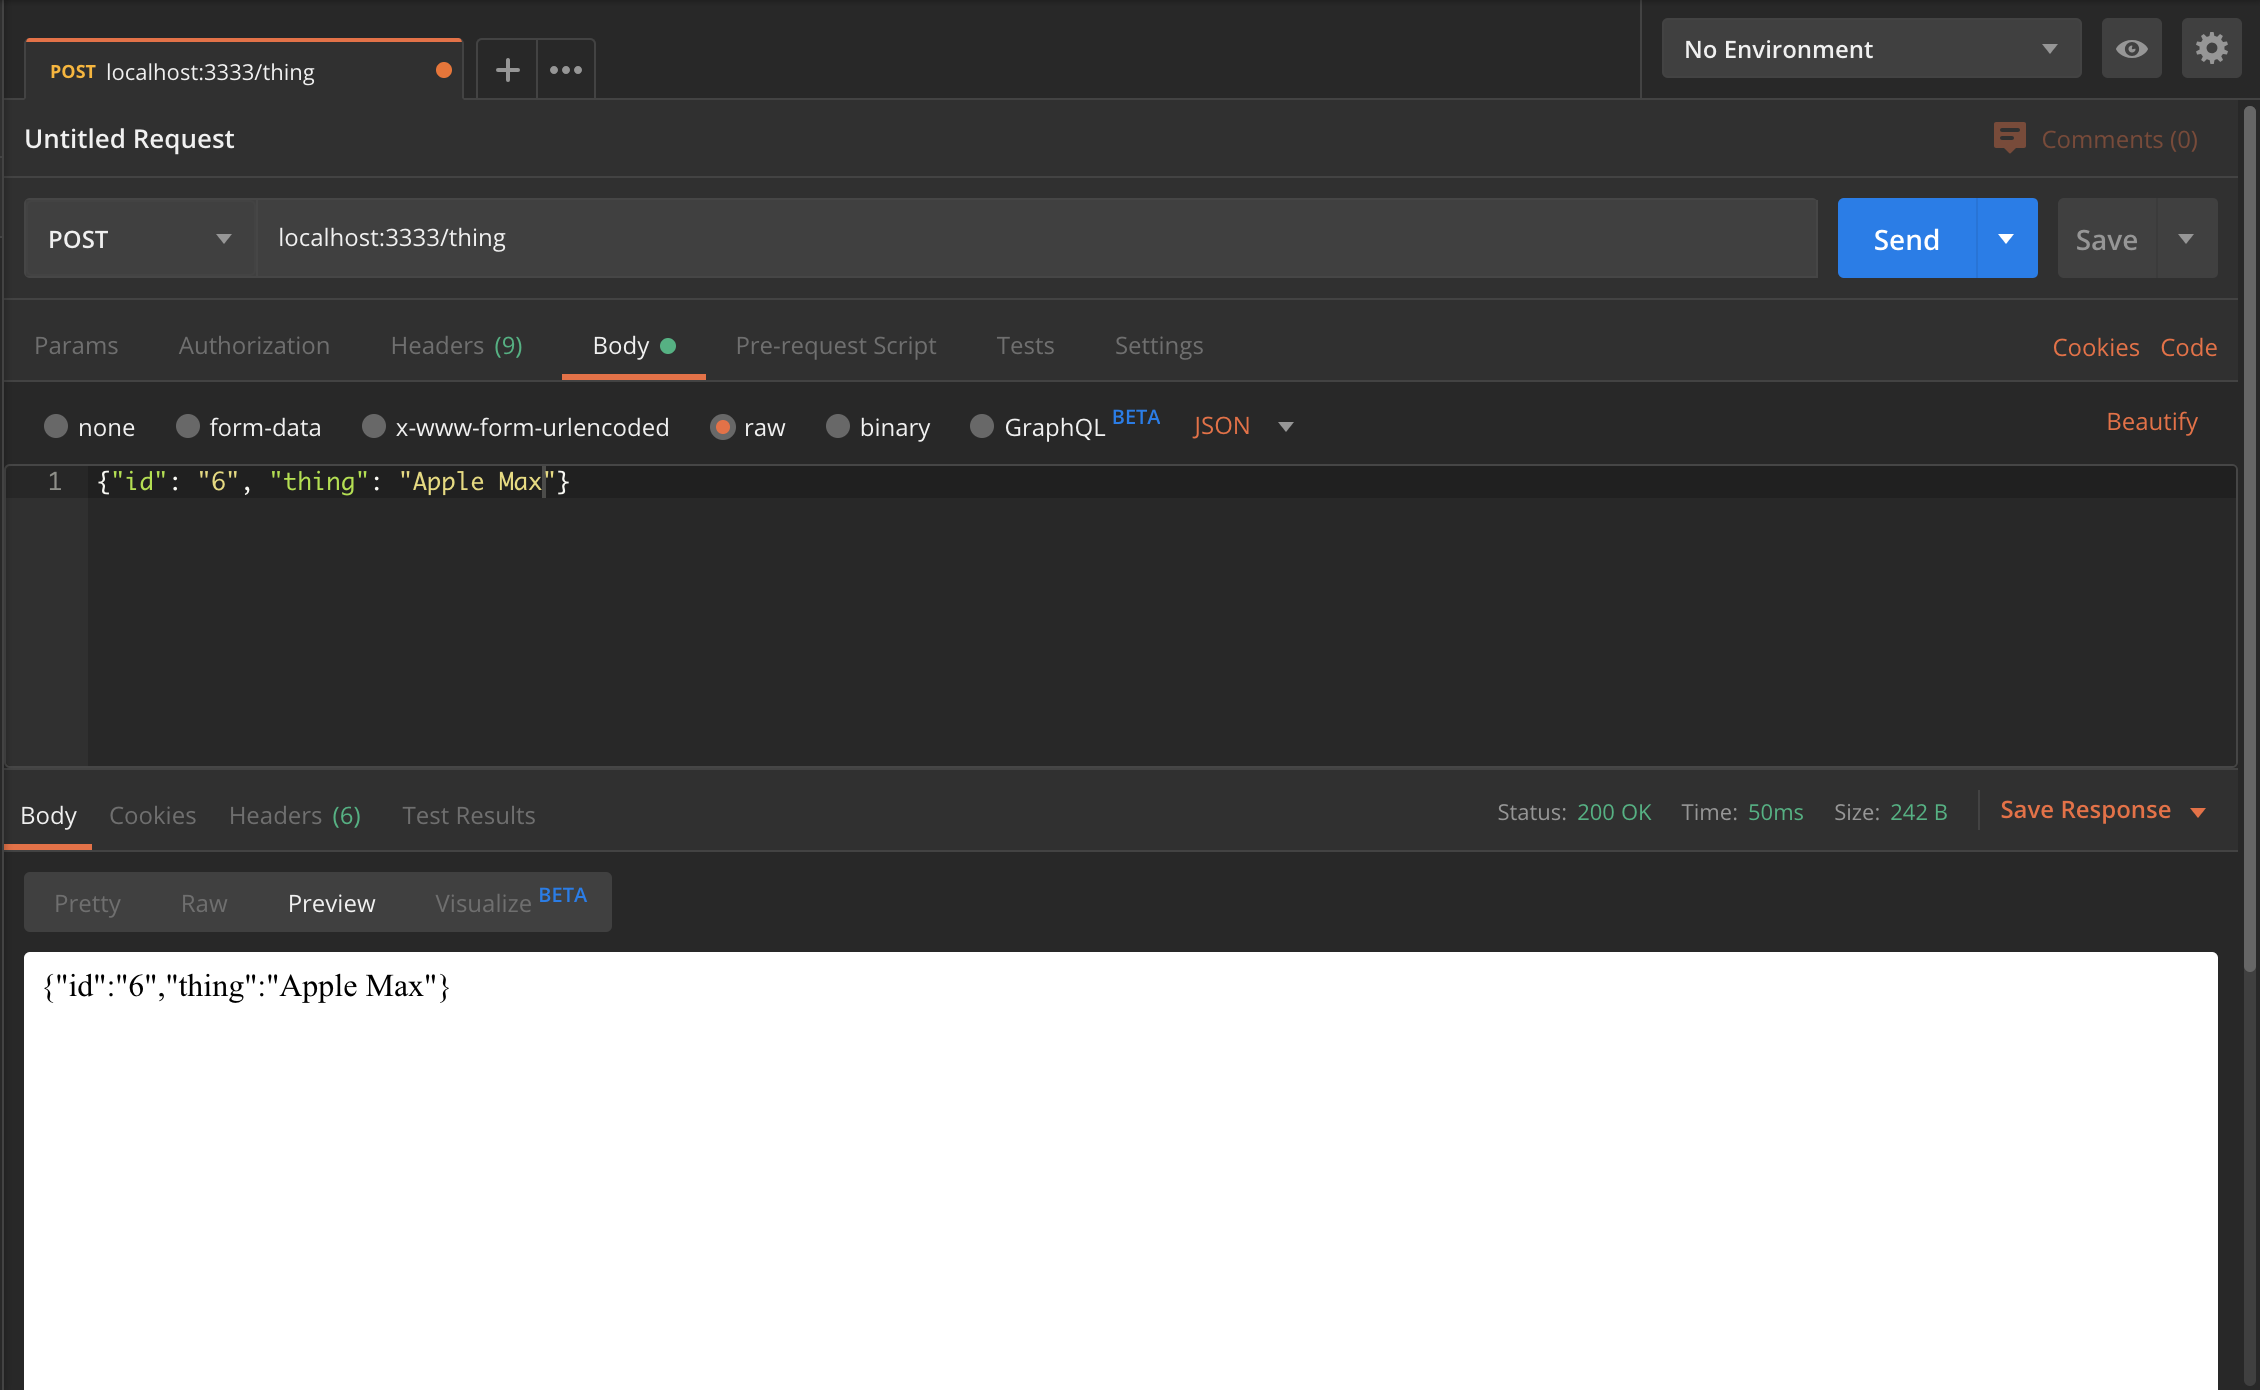 POST localhost:3333/thing
No Environment
Untitled Request
Comments (0)
POST localhost:3333/thing Send Save
Params Authorization Headers (9) Body Pre-request Script Tests Settings Cookies Code
none form-data x-www-form-urlencoded raw binary GraphQL BETA JSON Beautify
1 {"id": "6", "thing": "Apple Max"}
Body Cookies Headers (6) Test Results Status: 200 OK Time: 50ms Size: 242 B Save Response
Pretty Raw Preview Visualize BETA
{"id":"6","thing":"Apple Max"}